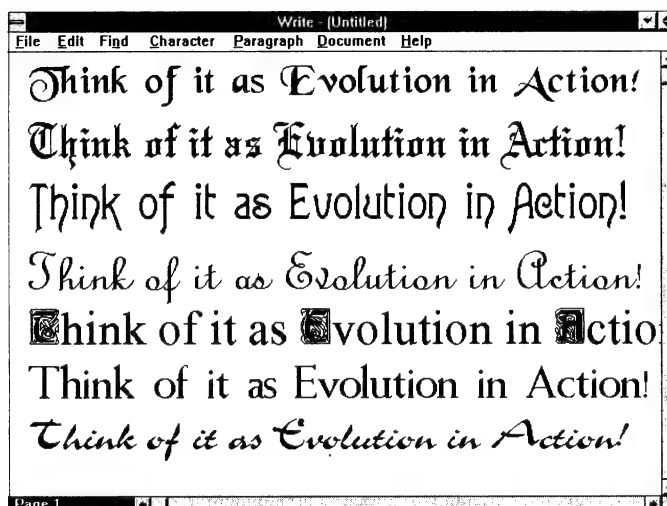 Write - (Untitled)
File Edit Find Character Paragraph Document Help
Think of it as Evolution in Action!
Think of it as Evolution in Action!
Think of it as Evolution in Action!
Think of it as Evolution in Action!
Think of it as Evolution in Actio
Think of it as Evolution in Action!
Think of it as Evolution in Action!
Page 1